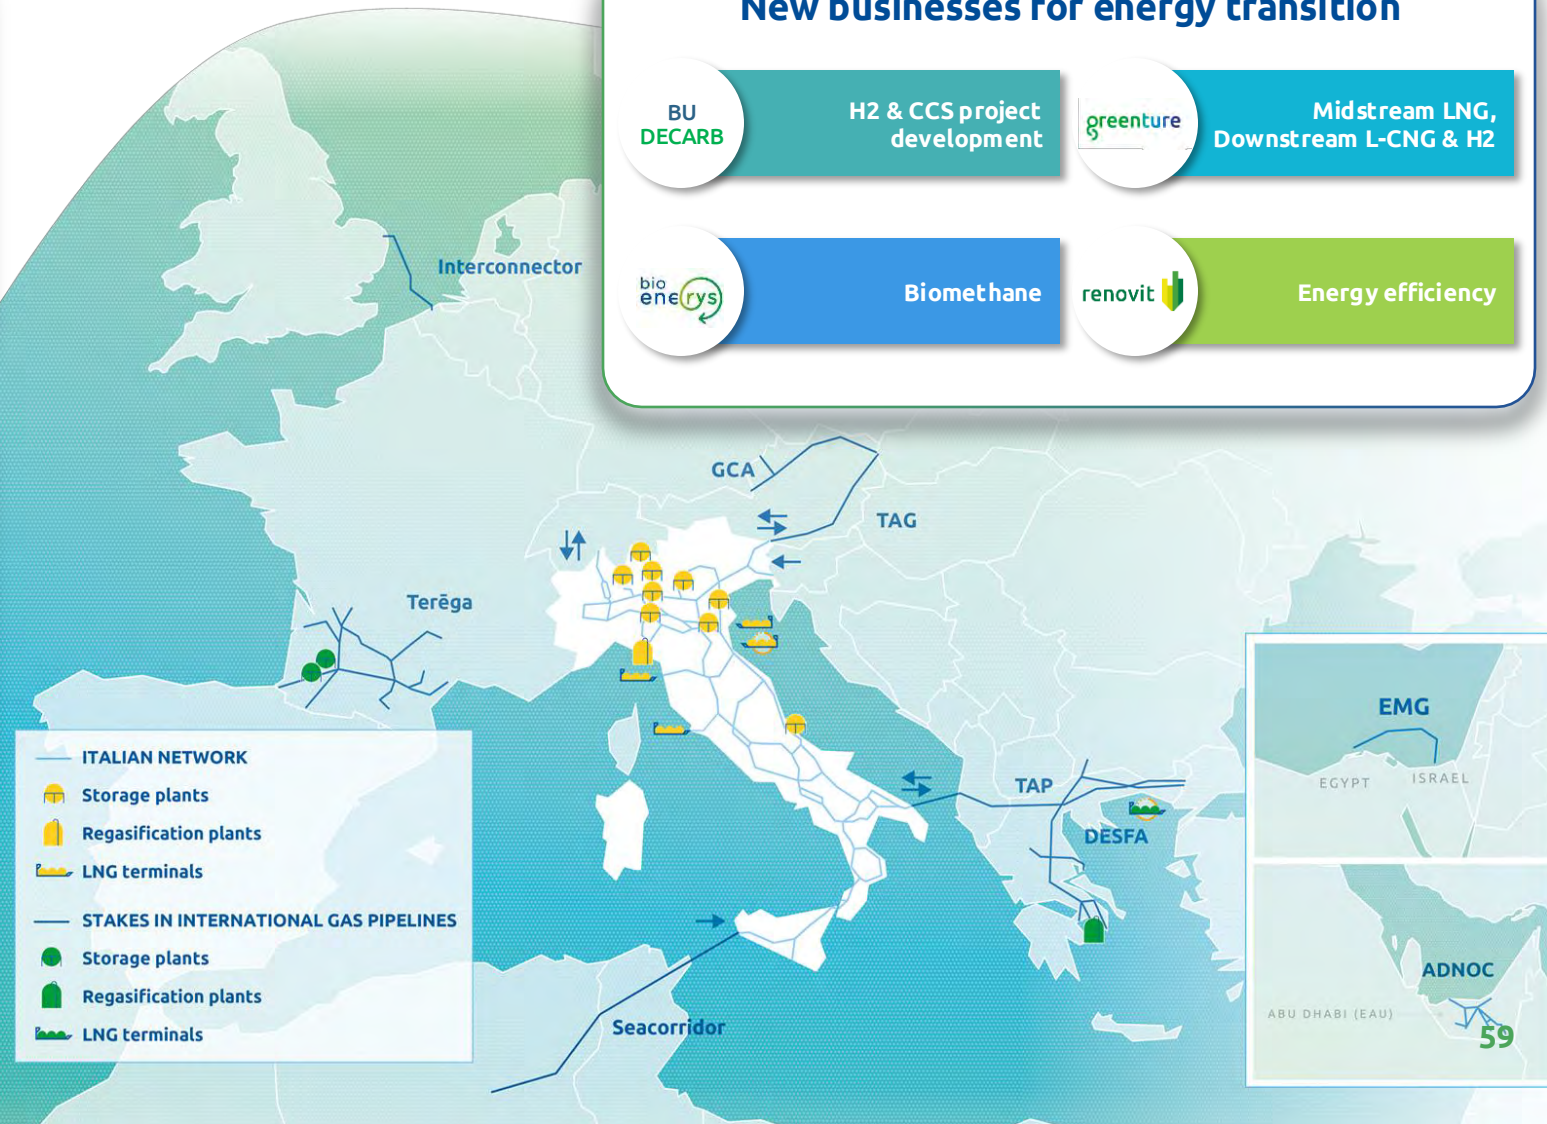 New businesses for energy transition
BU
DECARB
H2 & CCS project
development
greenture
Midstream LNG,
Downstream L-CNG & H2
bio
enerys
Biomethane
renovit
Energy efficiency
Interconnector
GCA
TAG
Terēga
ITALIAN NETWORK
Storage plants
Regasification plants
LNG terminals
STAKES IN INTERNATIONAL GAS PIPELINES
Storage plants
Regasification plants
LNG terminals
TAP
DESFA
Seacorridor
EMG
EGYPT
ISRAEL
ADNOC
ABU DHABI (EAU)
59